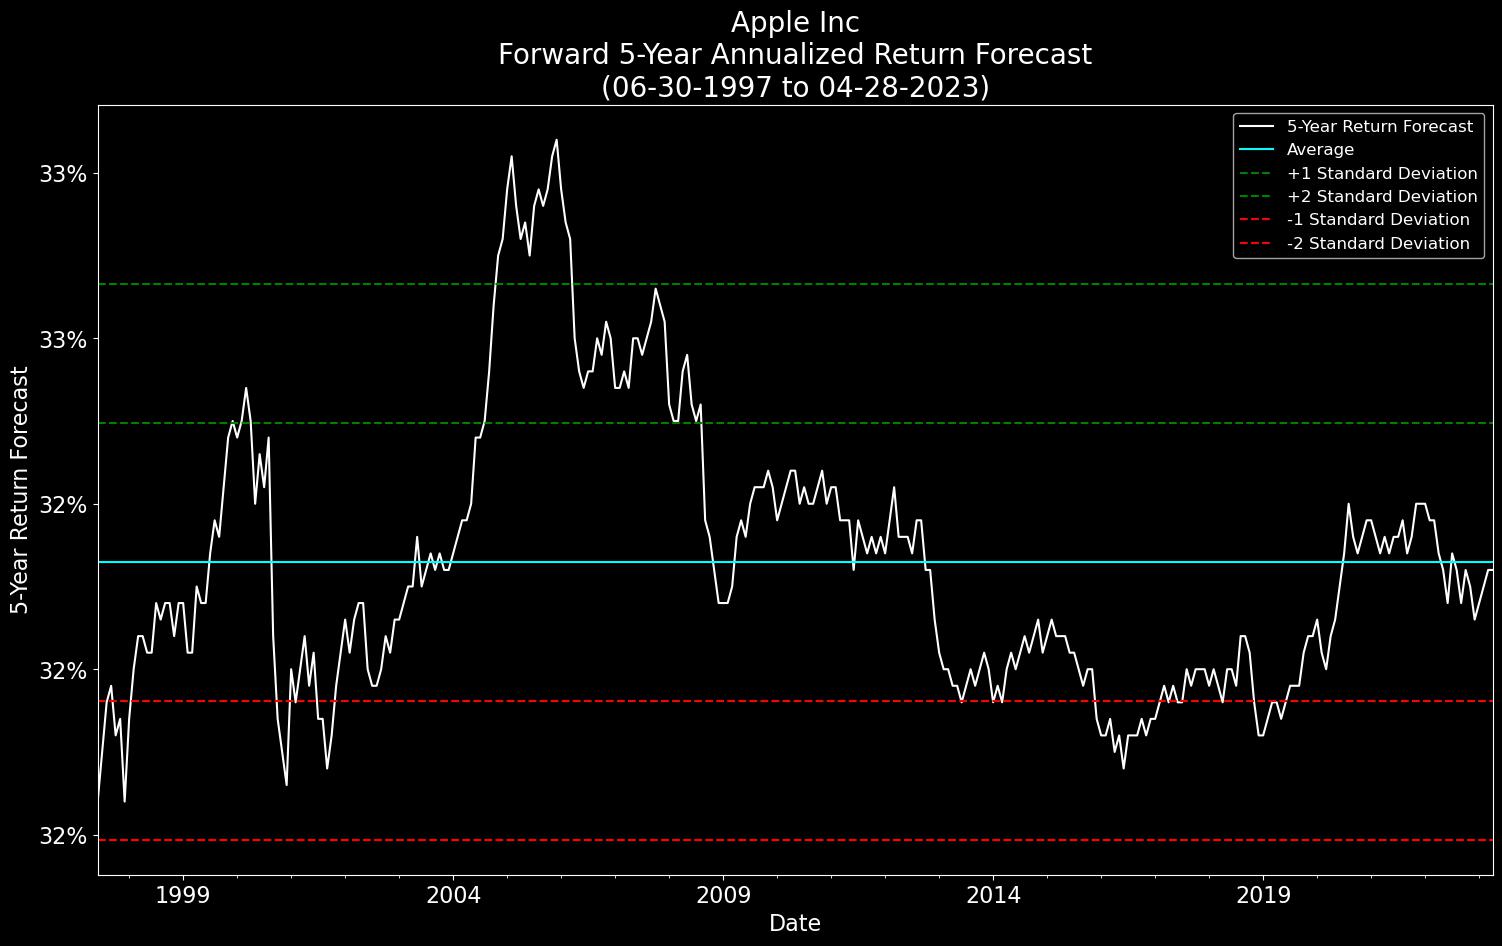 Apple Inc
Forward 5-Year Annualized Return Forecast
(06-30-1997 to 04-28-2023)
5-Year Return Forecast
Average
+1 Standard Deviation
+2 Standard Deviation
-1 Standard Deviation
-2 Standard Deviation
5-Year Return Forecast
33%
33%
32%
32%
32%
1999 2004 2009 2014 2019
Date